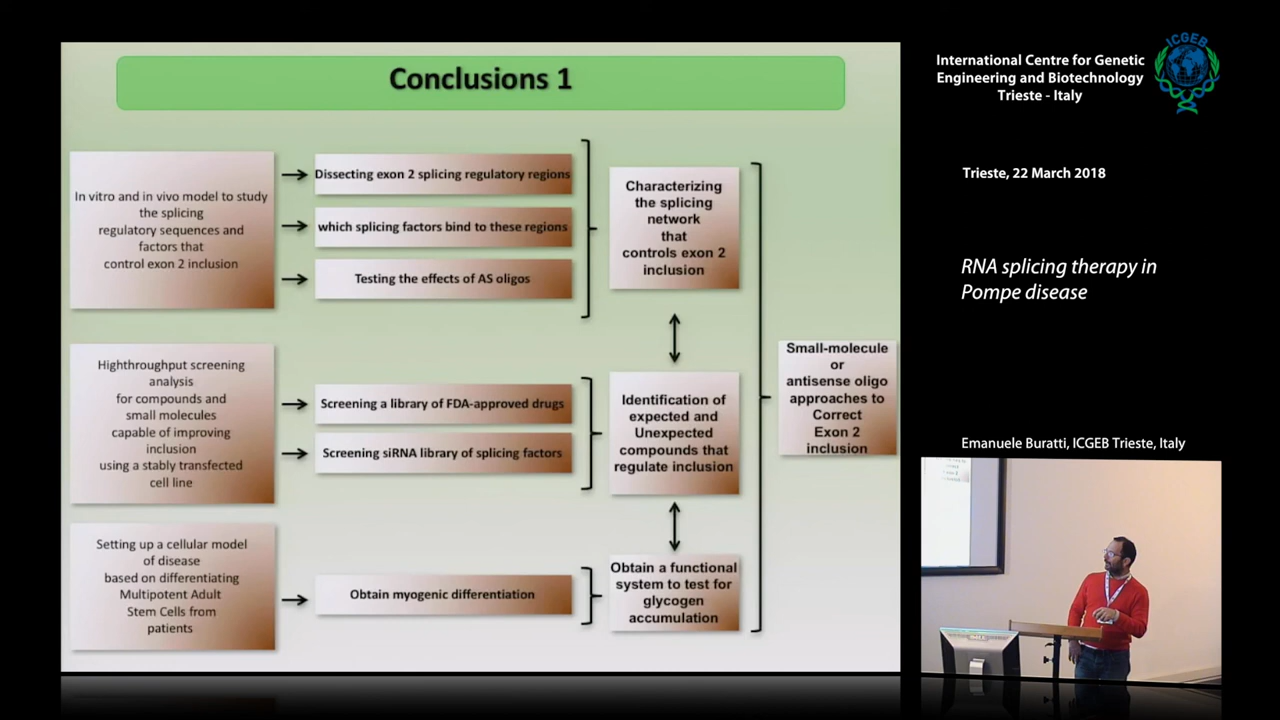 Conclusions 1
In vitro and in vivo model to study
the splicing
regulatory sequences and
factors that
control exon 2 inclusion
Dissecting exon 2 splicing regulatory regions
which splicing factors bind to these regions
Testing the effects of AS oligos
Characterizing
the splicing
network
that
controls exon 2
inclusion
Highthroughput screening
analysis
for compounds and
small molecules
capable of improving
inclusion
using a stably transfected
cell line
Screening a library of FDA-approved drugs
Screening siRNA library of splicing factors
Identification of
expected and
Unexpected
compounds that
regulate inclusion
Setting up a cellular model
of disease
based on differentiating
Multipotent Adult
Stem Cells from
patients
Obtain myogenic differentiation
Obtain a functional
system to test for
glycogen
accumulation
Small-molecule
or
antisense oligo
approaches to
Correct
Exon 2
inclusion
International Centre for Genetic
Engineering and Biotechnology
Trieste - Italy
ICGEB
Trieste, 22 March 2018
RNA splicing therapy in
Pompe disease
Emanuele Buratti, ICGEB Trieste, Italy